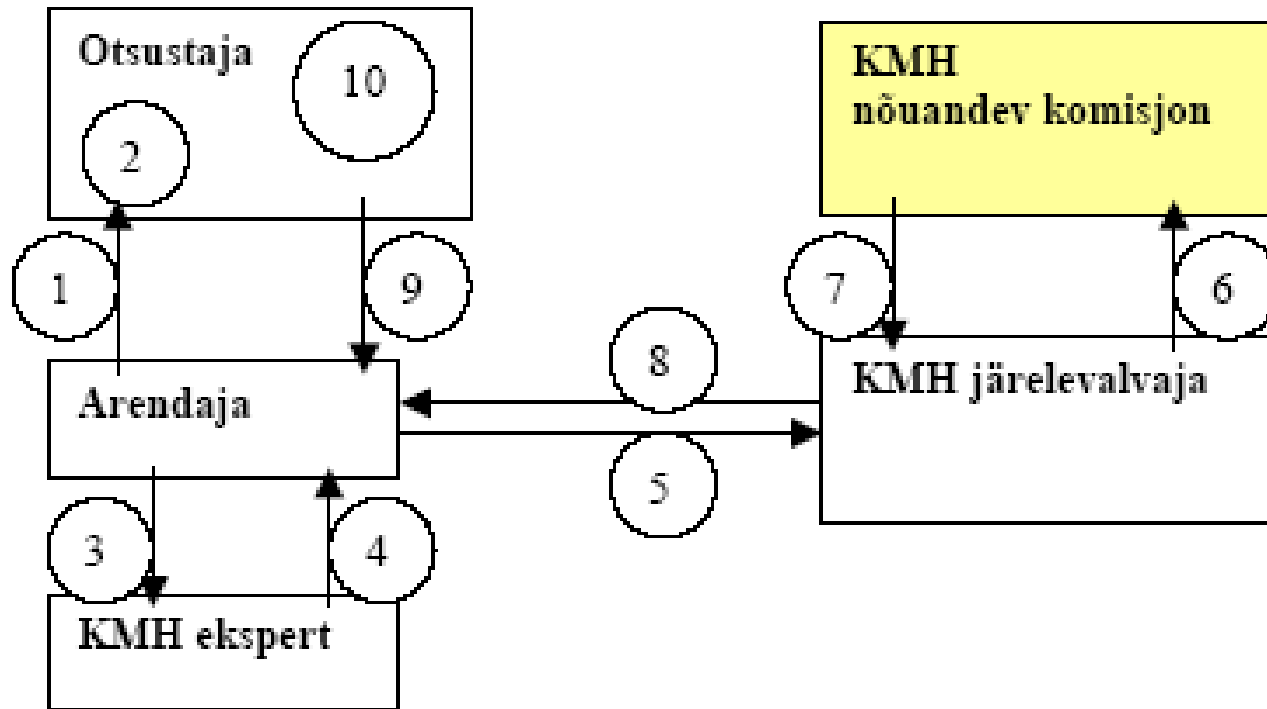 Otsustaja
10
2
KMH
nõuandev komisjon
1
9
7
6
Arendaja
8
KMH järelevalvaja
5
3
4
KMH ekspert